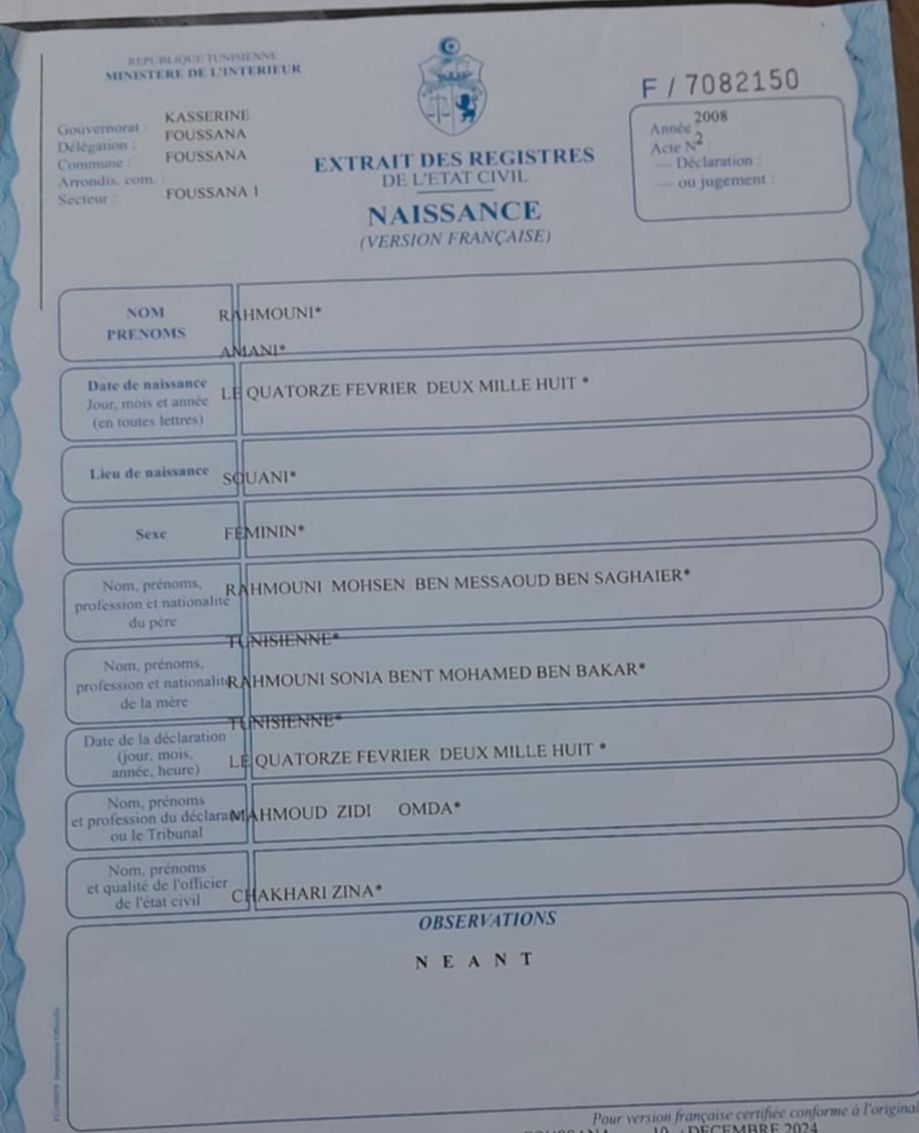 REPUBLIQUE TUNISIENNE
MINISTERE DE L'INTERIEUR
F / 7082150
Gouvernorat : KASSERINE
Délégation : FOUSSANA
Commune : FOUSSANA
Arrondis. com. :
Secteur : FOUSSANA 1
Année 2008
Acte N° 2
— Déclaration :
— ou jugement :
EXTRAIT DES REGISTRES
DE L'ETAT CIVIL
NAISSANCE
(VERSION FRANÇAISE)
NOM RAHMOUNI*
PRENOMS
AMANI*
Date de naissance
Jour, mois et année
(en toutes lettres)
LE QUATORZE FEVRIER DEUX MILLE HUIT *
Lieu de naissance SOUANI*
Sexe FEMININ*
Nom, prénoms,
profession et nationalité
du père
RAHMOUNI MOHSEN BEN MESSAOUD BEN SAGHAIER*
TUNISIENNE*
Nom, prénoms,
profession et nationalité
de la mère
RAHMOUNI SONIA BENT MOHAMED BEN BAKAR*
TUNISIENNE*
Date de la déclaration
(jour, mois,
année, heure)
LE QUATORZE FEVRIER DEUX MILLE HUIT *
Nom, prénoms
et profession du déclara
ou le Tribunal
MAHMOUD ZIDI OMDA*
Nom, prénoms
et qualité de l'officier
de l'état civil
CHAKHARI ZINA*
OBSERVATIONS
N E A N T
Pour version française certifiée conforme à l'original
10 DECEMBRE 2024